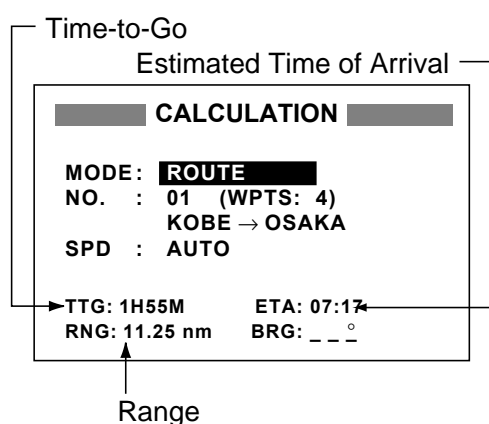 Time-to-Go
Estimated Time of Arrival
CALCULATION
MODE: ROUTE
NO. : 01 (WPTS: 4)
KOBE → OSAKA
SPD : AUTO
TTG: 1H55M ETA: 07:17
RNG: 11.25 nm BRG: _ _ _°
Range